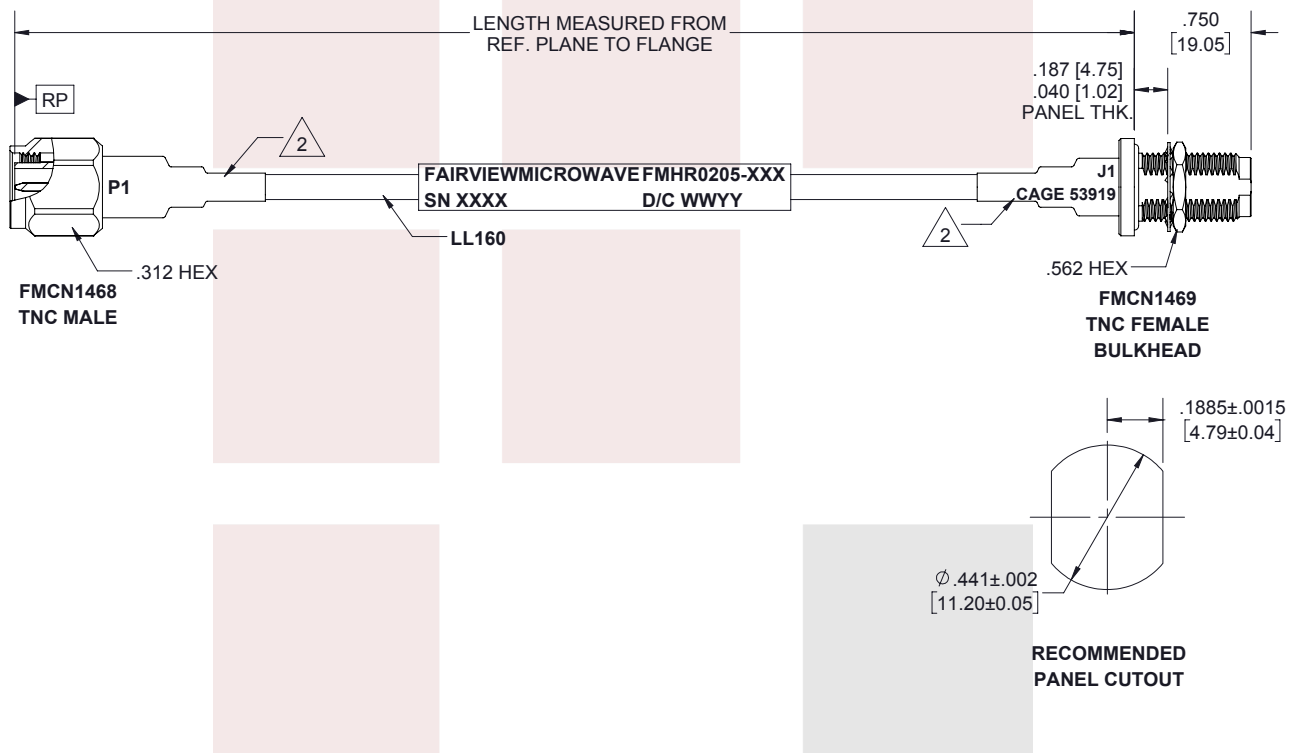 LENGTH MEASURED FROM
REF. PLANE TO FLANGE
.750
[19.05]
.187 [4.75]
.040 [1.02]
PANEL THK.
RP
2
P1
FAIRVIEWMICROWAVE FMHR0205-XXX
SN XXXX D/C WWYY
J1
CAGE 53919
2
LL160
.312 HEX
.562 HEX
FMCN1468
TNC MALE
FMCN1469
TNC FEMALE
BULKHEAD
.1885±.0015
[4.79±0.04]
Ø.441±.002
[11.20±0.05]
RECOMMENDED
PANEL CUTOUT